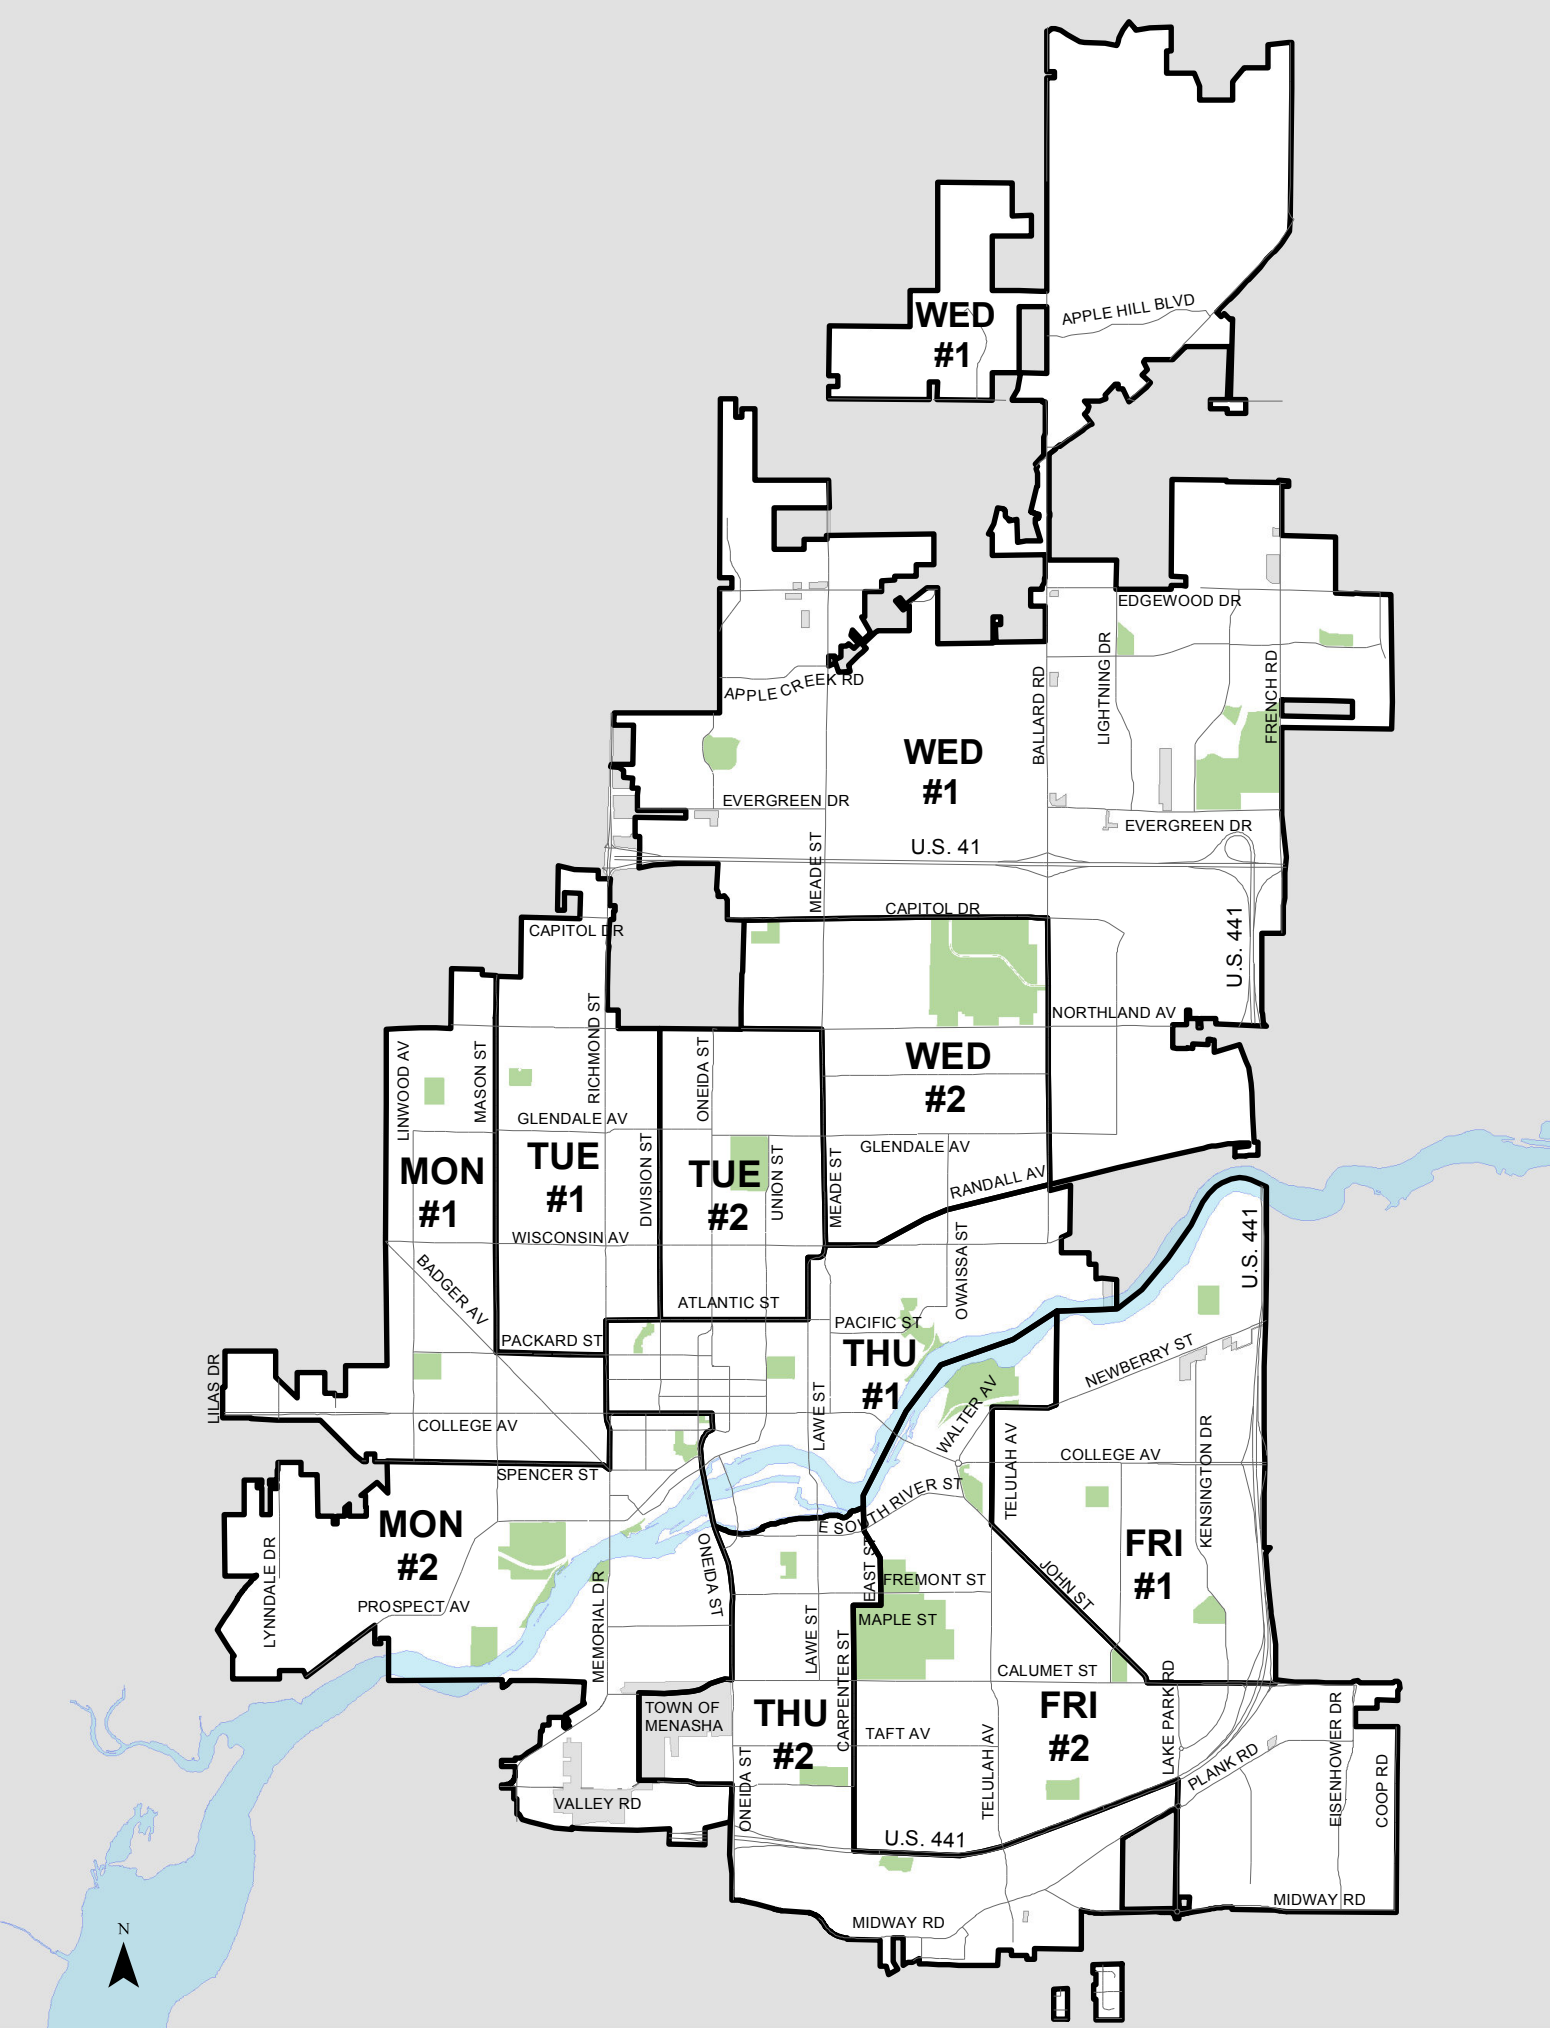 APPLE HILL BLVD
WED
#1
EDGEWOOD DR
LIGHTNING DR
FRENCH RD
BALLARD RD
APPLE CREEK RD
WED
#1
EVERGREEN DR
EVERGREEN DR
U.S. 41
MEADE ST
CAPITOL DR
CAPITOL DR
U.S. 441
RICHMOND ST
NORTHLAND AV
LINWOOD AV
MASON ST
ONEIDA ST
WED
#2
GLENDALE AV
GLENDALE AV
MON
#1
TUE
#1
DIVISION ST
TUE
#2
UNION ST
MEADE ST
RANDALL AV
WISCONSIN AV
OWAISSA ST
U.S. 441
BADGER AV
ATLANTIC ST
PACIFIC ST
PACKARD ST
THU
#1
NEWBERRY ST
LILAS DR
WALTER AV
LAWE ST
COLLEGE AV
TELULAH AV
COLLEGE AV
KENSINGTON DR
SPENCER ST
E SOUTH RIVER ST
MON
#2
LYNNDALE DR
ONEIDA ST
EAST ST
FREMONT ST
JOHN ST
FRI
#1
PROSPECT AV
MEMORIAL DR
LAWE ST
MAPLE ST
CARPENTER ST
CALUMET ST
LAKE PARK RD
TOWN OF
MENASHA
THU
#2
TAFT AV
FRI
#2
TELULAH AV
PLANK RD
EISENHOWER DR
COOP RD
ONEIDA ST
VALLEY RD
U.S. 441
MIDWAY RD
MIDWAY RD
N